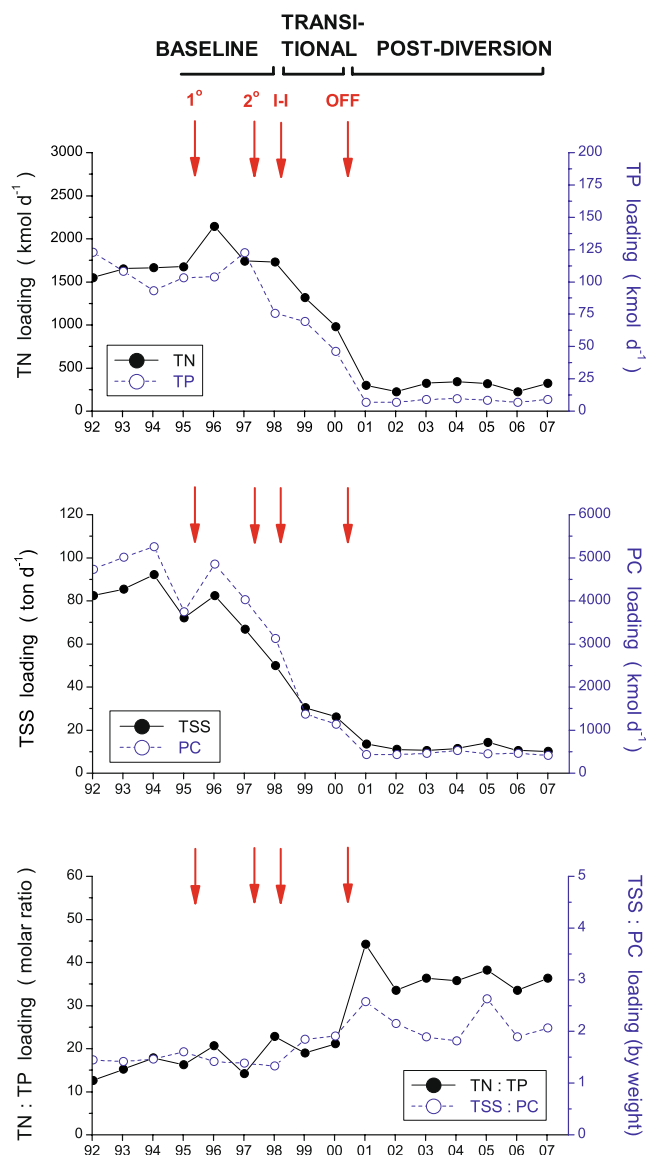 TRANSI-
BASELINE TIONAL POST-DIVERSION
1° 2° I-I OFF
3000 200
2500 175
2000 150
1500 125
1000 100
500 75
0 50
25
0
TN loading ( kmol d⁻¹ )
TP loading ( kmol d⁻¹ )
TN
TP
92 93 94 95 96 97 98 99 00 01 02 03 04 05 06 07
120 6000
100 5000
80 4000
60 3000
40 2000
20 1000
0 0
TSS loading ( ton d⁻¹ )
PC loading ( kmol d⁻¹ )
TSS
PC
92 93 94 95 96 97 98 99 00 01 02 03 04 05 06 07
60 5
50 4
40 3
30 2
20 1
10 0
0
TN : TP loading ( molar ratio )
TSS : PC loading (by weight)
TN : TP
TSS : PC
92 93 94 95 96 97 98 99 00 01 02 03 04 05 06 07